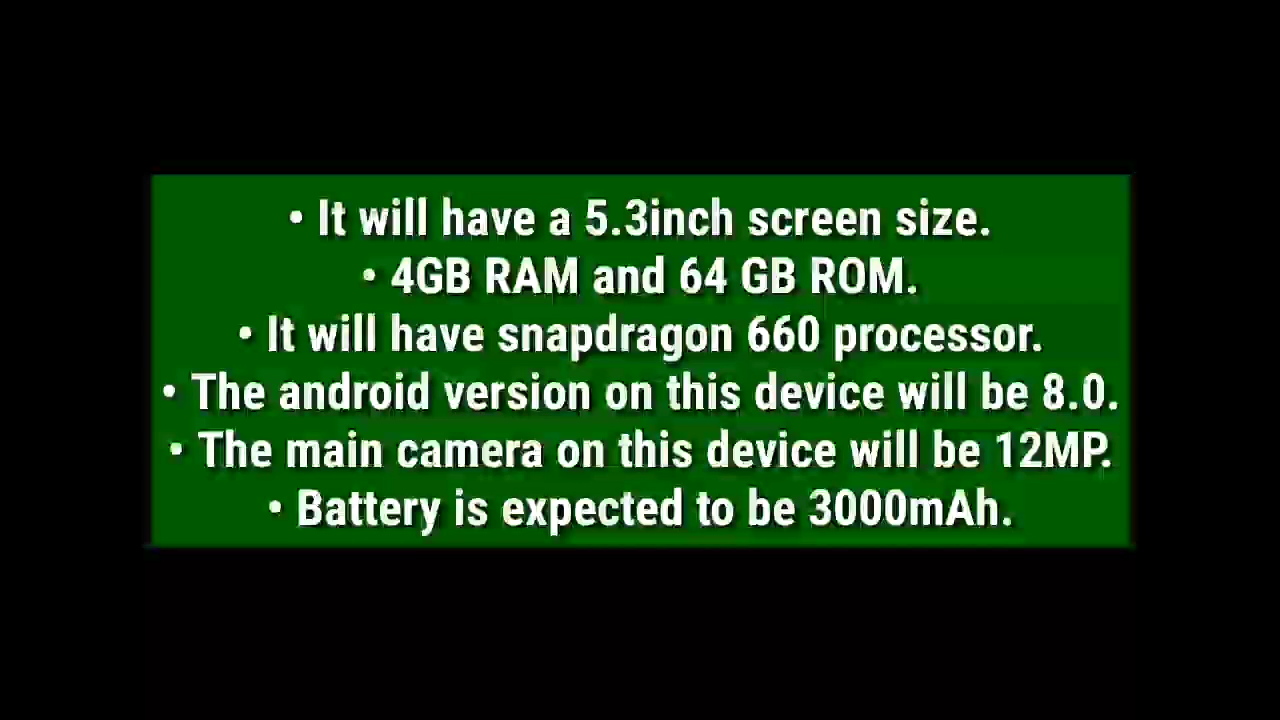 • It will have a 5.3inch screen size.
• 4GB RAM and 64 GB ROM.
• It will have snapdragon 660 processor.
• The android version on this device will be 8.0.
• The main camera on this device will be 12MP.
• Battery is expected to be 3000mAh.